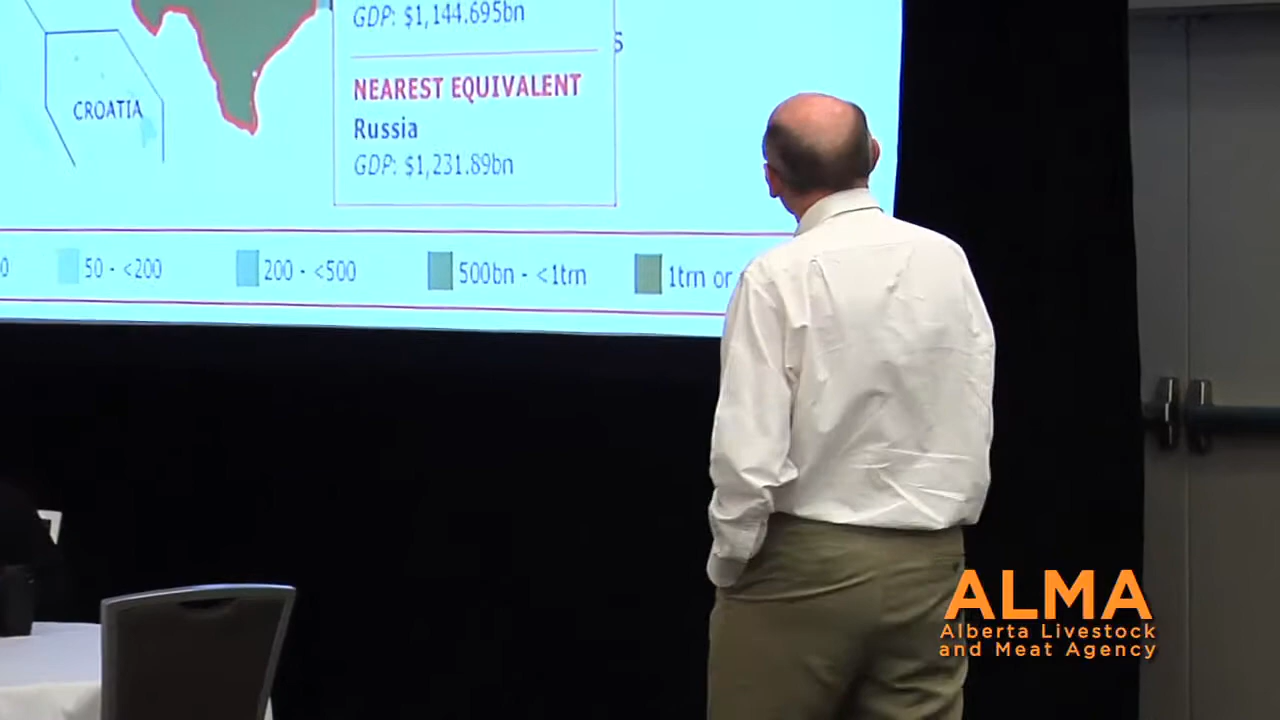 GDP: $1,144.695bn
S
NEAREST EQUIVALENT
Russia
GDP: $1,231.89bn
CROATIA
0
50 - <200
200 - <500
500bn - <1trn
1trn or
ALMA
Alberta Livestock
and Meat Agency